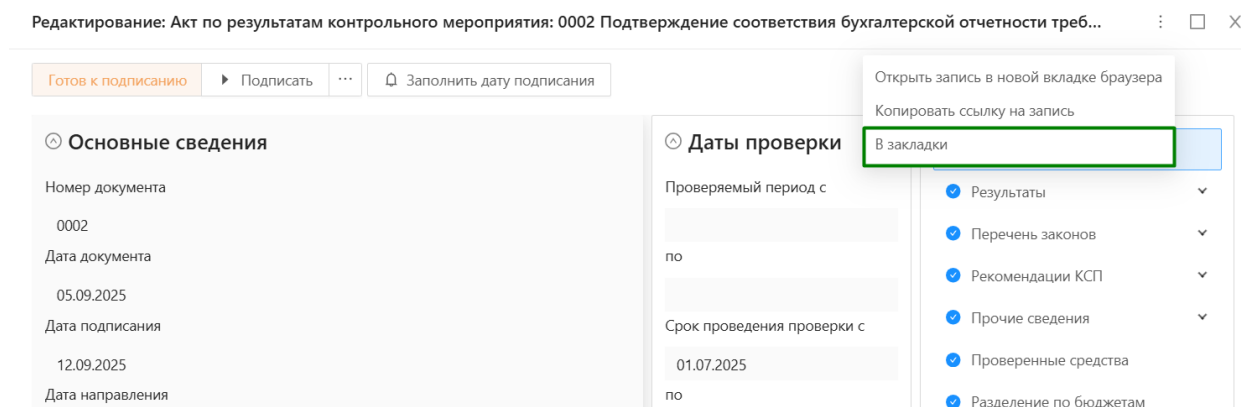 Редактирование: Акт по результатам контрольного мероприятия: 0002 Подтверждение соответствия бухгалтерской отчетности треб...
Готов к подписанию
Подписать
...
Заполнить дату подписания
Открыть запись в новой вкладке браузера
Копировать ссылку на запись
В закладки
Основные сведения
Номер документа
0002
Дата документа
05.09.2025
Дата подписания
12.09.2025
Дата направления
Даты проверки
Проверяемый период с
по
Срок проведения проверки с
01.07.2025
по
Результаты
Перечень законов
Рекомендации КСП
Прочие сведения
Проверенные средства
Разделение по бюджетам